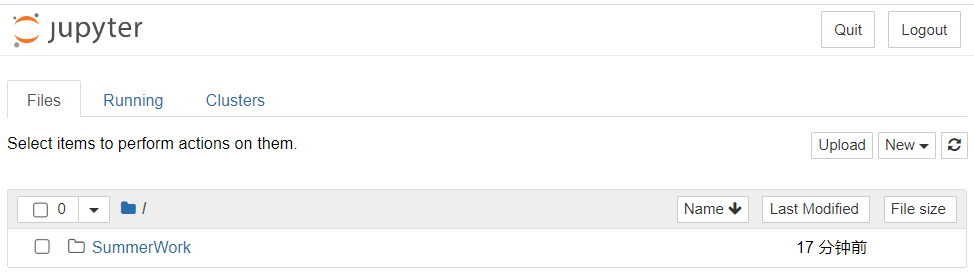 jupyter Quit Logout
Files Running Clusters
Select items to perform actions on them. Upload New
0 / Name Last Modified File size
SummerWork 17 分钟前